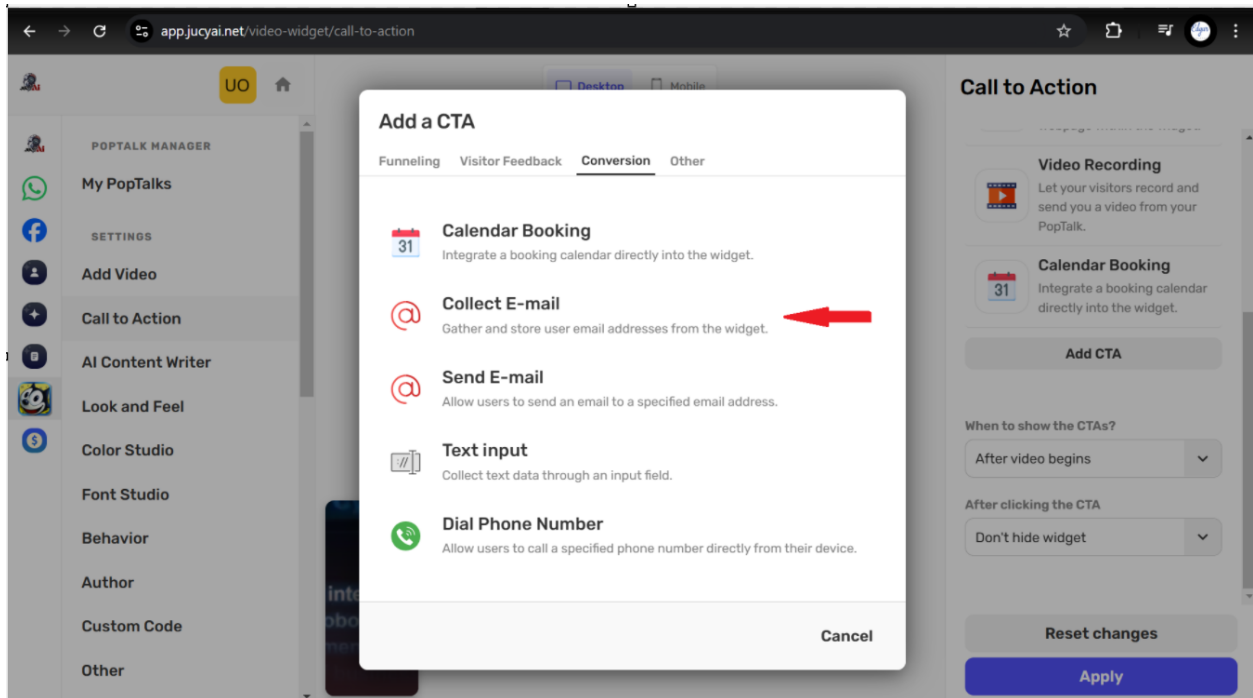 app.jucyai.net/video-widget/call-to-action
UO
Desktop
Mobile
POPTALK MANAGER
My PopTalks
SETTINGS
Add Video
Call to Action
AI Content Writer
Look and Feel
Color Studio
Font Studio
Behavior
Author
Custom Code
Other
Add a CTA
Funneling
Visitor Feedback
Conversion
Other
31
Calendar Booking
Integrate a booking calendar directly into the widget.
Collect E-mail
Gather and store user email addresses from the widget.
Send E-mail
Allow users to send an email to a specified email address.
Text input
Collect text data through an input field.
Dial Phone Number
Allow users to call a specified phone number directly from their device.
Cancel
Call to Action
Video Recording
Let your visitors record and
send you a video from your
PopTalk.
31
Calendar Booking
Integrate a booking calendar
directly into the widget.
Add CTA
When to show the CTAs?
After video begins
After clicking the CTA
Don't hide widget
Reset changes
Apply